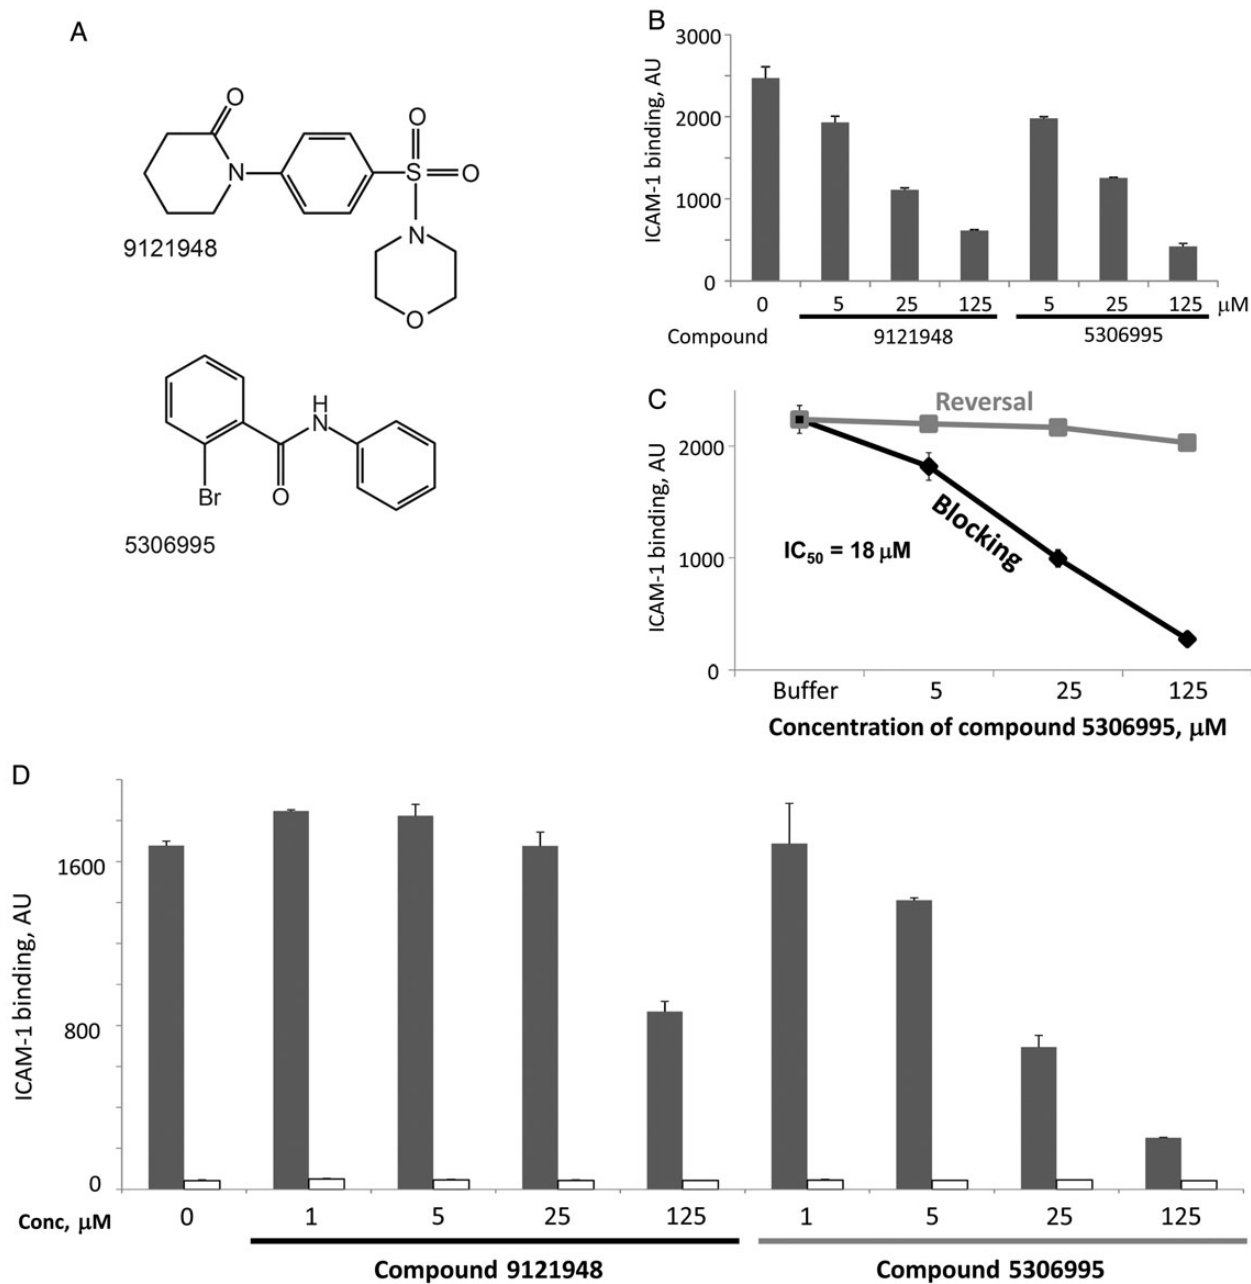 A
O
N
S
O
O
N
O
9121948
H
N
Br
O
5306995
B
ICAM-1 binding, AU
3000
2000
1000
0
0 5 25 125 5 25 125 μM
Compound 9121948 5306995
C
ICAM-1 binding, AU
2000
1000
0
Reversal
Blocking
IC50 = 18 μM
Buffer 5 25 125
Concentration of compound 5306995, μM
D
ICAM-1 binding, AU
1600
800
0
Conc, μM 0 1 5 25 125 1 5 25 125
Compound 9121948 Compound 5306995